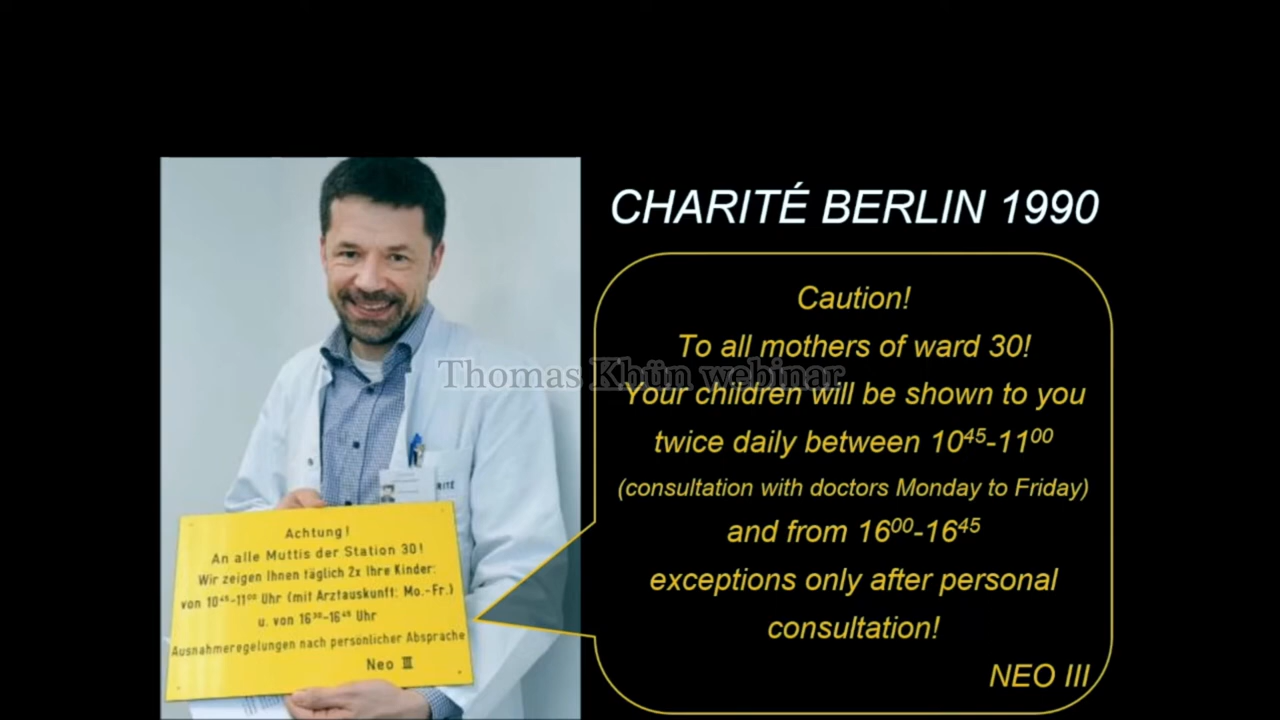 CHARITÉ BERLIN 1990
Caution!
To all mothers of ward 30!
Your children will be shown to you
twice daily between 10⁴⁵-11⁰⁰
(consultation with doctors Monday to Friday)
and from 16⁰⁰-16⁴⁵
exceptions only after personal
consultation!
NEO III
Thomas Khün webinar
RITÉ
Achtung!
An alle Muttis der Station 30!
Wir zeigen Ihnen täglich 2x Ihre Kinder:
von 10⁴⁵-11⁰⁰ Uhr (mit Arztauskunft: Mo.-Fr.)
u. von 16³⁰-16⁴⁵ Uhr
Ausnahmeregelungen nach persönlicher Absprache
Neo III